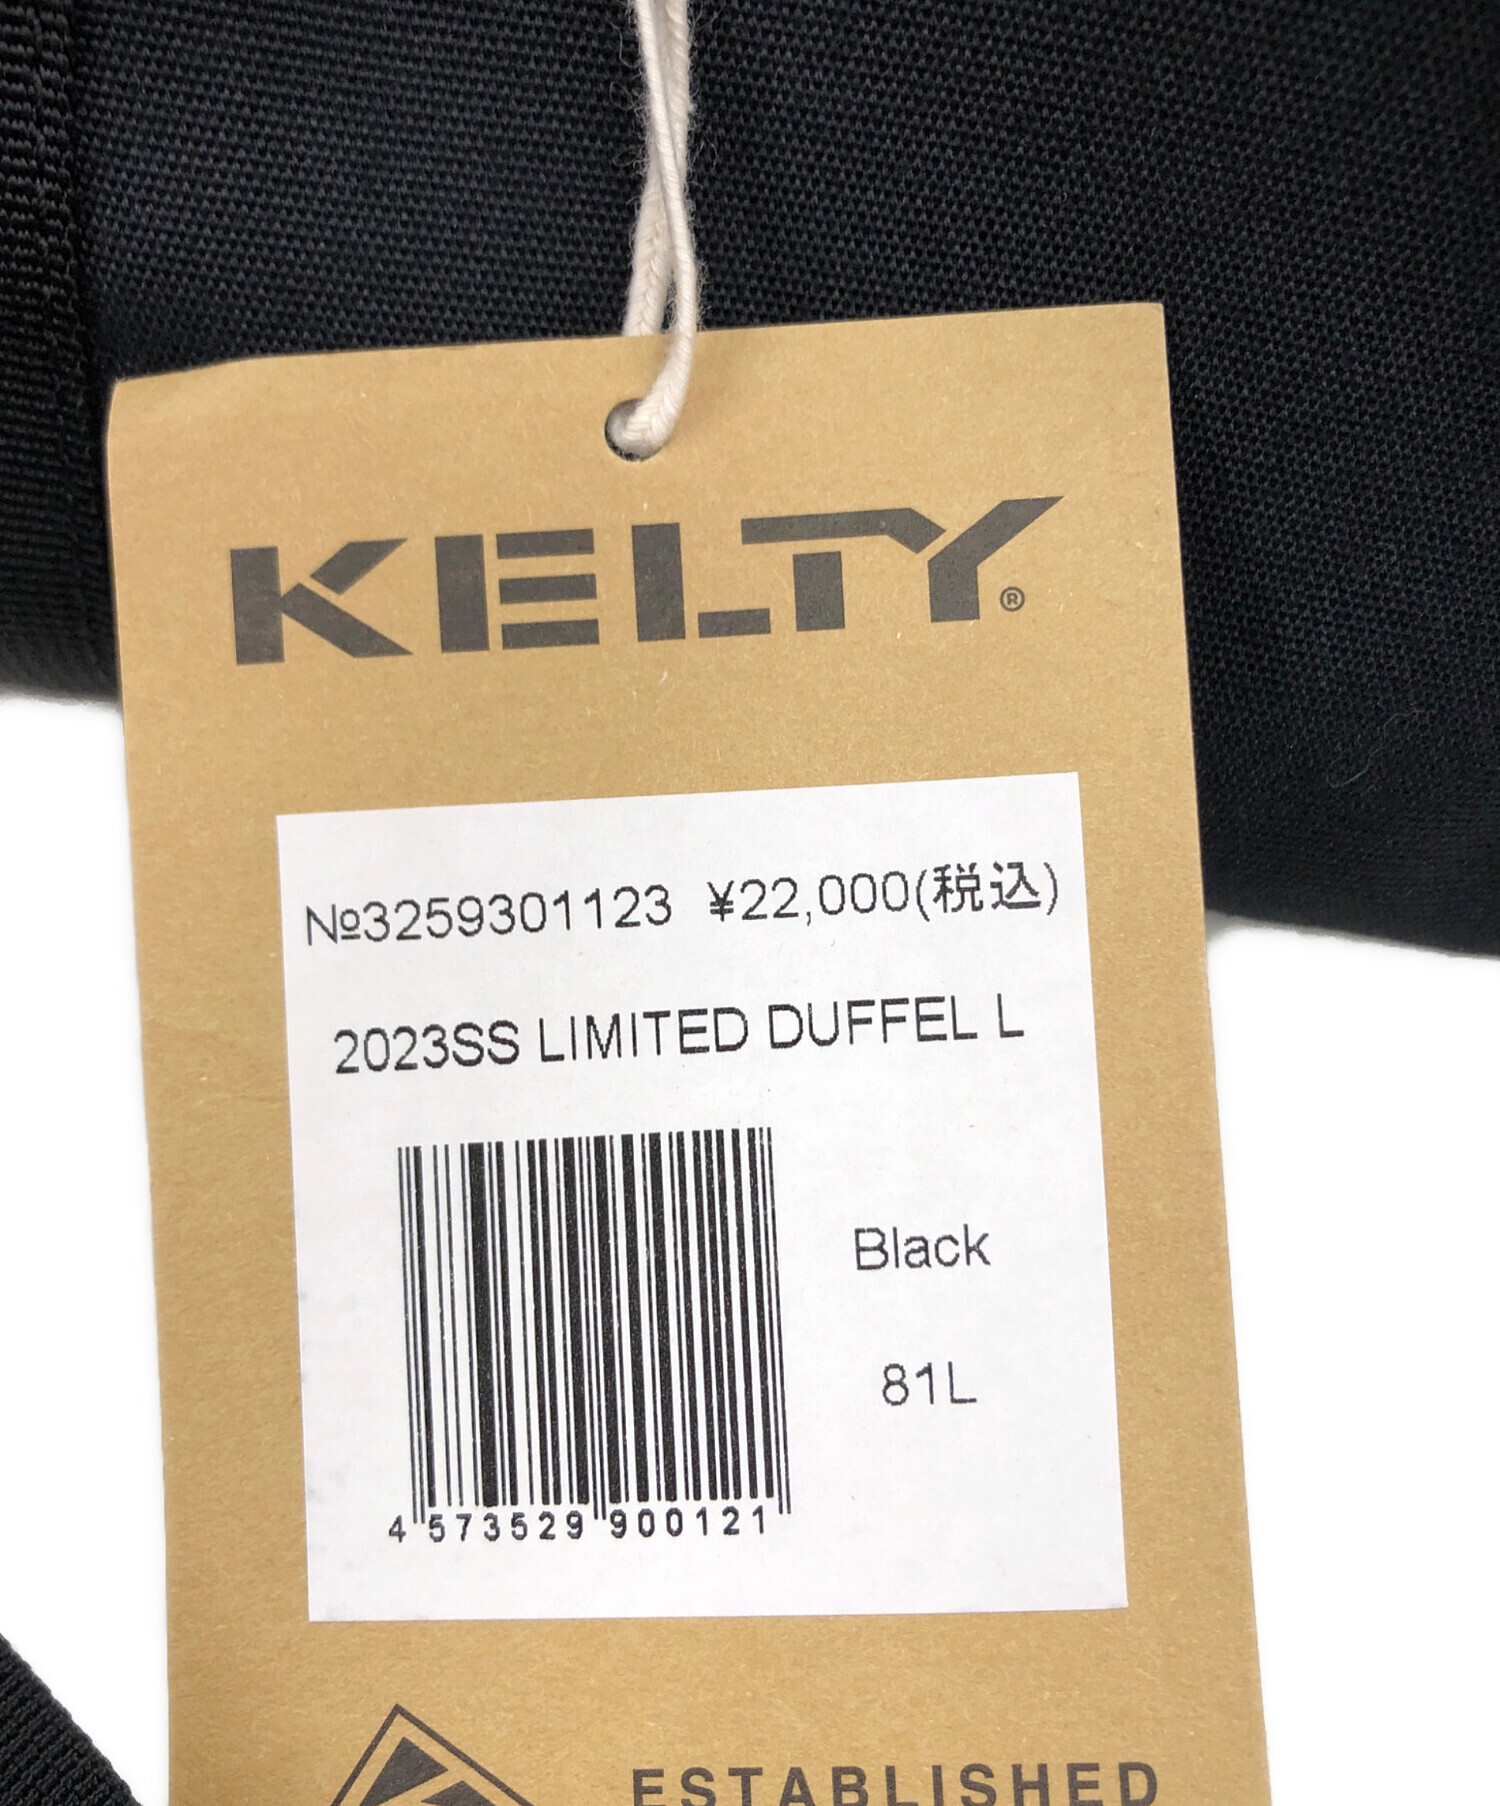 KELTY®
№3259301123 ¥22,000(税込)
2023SS LIMITED DUFFEL L
Black
81L
4 573529 900121
ESTABLISHED